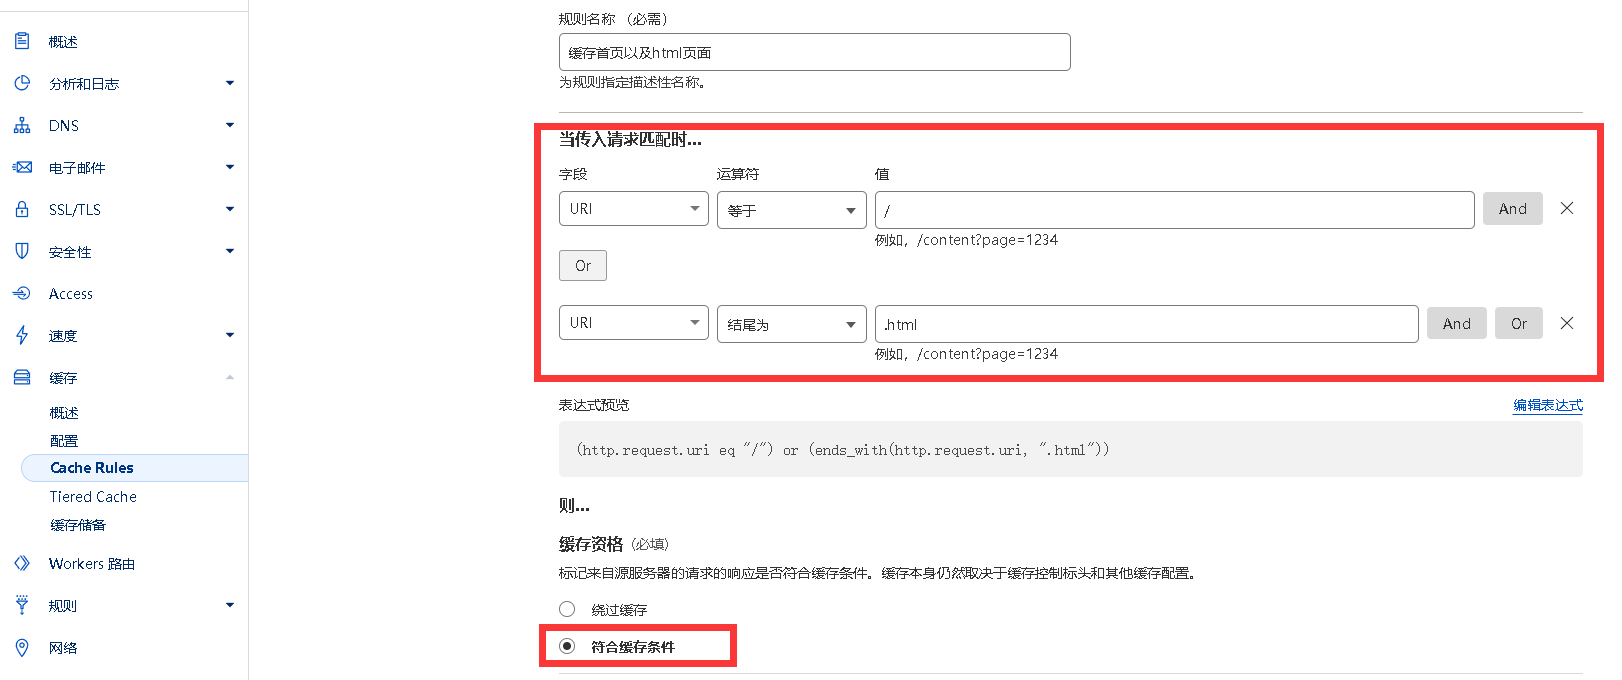 概述
分析和日志
DNS
电子邮件
SSL/TLS
安全性
Access
速度
缓存
概述
配置
Cache Rules
Tiered Cache
缓存储备
Workers 路由
规则
网络
规则名称 （必需）
缓存首页以及html页面
为规则指定描述性名称。
当传入请求匹配时...
字段 运算符 值
URI 等于 / And
例如，/content?page=1234
Or
URI 结尾为 .html And Or
例如，/content?page=1234
表达式预览 编辑表达式
(http.request.uri eq "/") or (ends_with(http.request.uri, ".html"))
则...
缓存资格 (必填)
标记来自源服务器的请求的响应是否符合缓存条件。缓存本身仍然取决于缓存控制标头和其他缓存配置。
绕过缓存
符合缓存条件